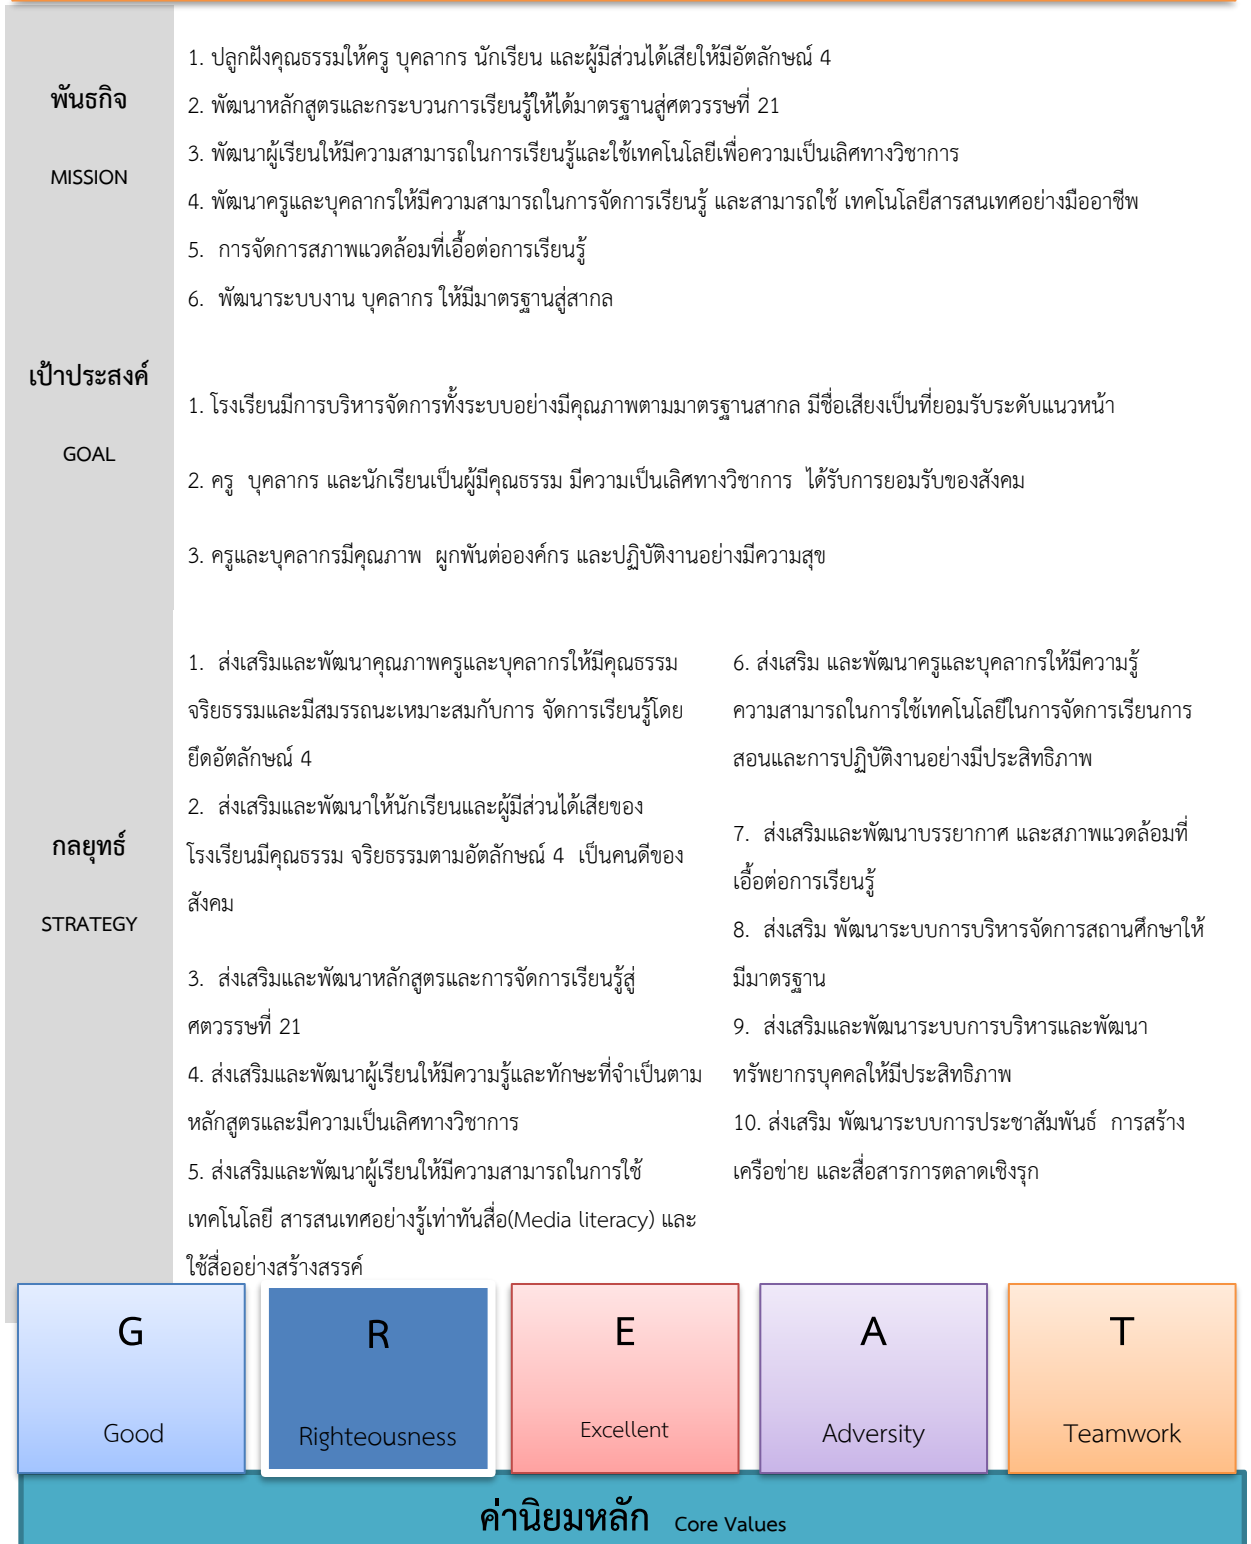 พันธกิจ
MISSION
1. ปลูกฝังคุณธรรมให้ครู บุคลากร นักเรียน และผู้มีส่วนได้เสียให้มีอัตลักษณ์ 4
2. พัฒนาหลักสูตรและกระบวนการเรียนรู้ให้ได้มาตรฐานสู่ศตวรรษที่ 21
3. พัฒนาผู้เรียนให้มีความสามารถในการเรียนรู้และใช้เทคโนโลยีเพื่อความเป็นเลิศทางวิชาการ
4. พัฒนาครูและบุคลากรให้มีความสามารถในการจัดการเรียนรู้ และสามารถใช้ เทคโนโลยีสารสนเทศอย่างมืออาชีพ
5. การจัดการสภาพแวดล้อมที่เอื้อต่อการเรียนรู้
6. พัฒนาระบบงาน บุคลากร ให้มีมาตรฐานสู่สากล
เป้าประสงค์
GOAL
1. โรงเรียนมีการบริหารจัดการทั้งระบบอย่างมีคุณภาพตามมาตรฐานสากล มีชื่อเสียงเป็นที่ยอมรับระดับแนวหน้า
2. ครู บุคลากร และนักเรียนเป็นผู้มีคุณธรรม มีความเป็นเลิศทางวิชาการ ได้รับการยอมรับของสังคม
3. ครูและบุคลากรมีคุณภาพ ผูกพันต่อองค์กร และปฏิบัติงานอย่างมีความสุข
กลยุทธ์
STRATEGY
1. ส่งเสริมและพัฒนาคุณภาพครูและบุคลากรให้มีคุณธรรม
จริยธรรมและมีสมรรถนะเหมาะสมกับการ จัดการเรียนรู้โดย
ยึดอัตลักษณ์ 4
2. ส่งเสริมและพัฒนาให้นักเรียนและผู้มีส่วนได้เสียของ
โรงเรียนมีคุณธรรม จริยธรรมตามอัตลักษณ์ 4 เป็นคนดีของ
สังคม
3. ส่งเสริมและพัฒนาหลักสูตรและการจัดการเรียนรู้สู่
ศตวรรษที่ 21
4. ส่งเสริมและพัฒนาผู้เรียนให้มีความรู้และทักษะที่จำเป็นตาม
หลักสูตรและมีความเป็นเลิศทางวิชาการ
5. ส่งเสริมและพัฒนาผู้เรียนให้มีความสามารถในการใช้
เทคโนโลยี สารสนเทศอย่างรู้เท่าทันสื่อ(Media literacy) และ
ใช้สื่ออย่างสร้างสรรค์
6. ส่งเสริม และพัฒนาครูและบุคลากรให้มีความรู้
ความสามารถในการใช้เทคโนโลยีในการจัดการเรียนการ
สอนและการปฏิบัติงานอย่างมีประสิทธิภาพ
7. ส่งเสริมและพัฒนาบรรยากาศ และสภาพแวดล้อมที่
เอื้อต่อการเรียนรู้
8. ส่งเสริม พัฒนาระบบการบริหารจัดการสถานศึกษาให้
มีมาตรฐาน
9. ส่งเสริมและพัฒนาระบบการบริหารและพัฒนา
ทรัพยากรบุคคลให้มีประสิทธิภาพ
10. ส่งเสริม พัฒนาระบบการประชาสัมพันธ์ การสร้าง
เครือข่าย และสื่อสารการตลาดเชิงรุก
G
Good
R
Righteousness
E
Excellent
A
Adversity
T
Teamwork
ค่านิยมหลัก Core Values